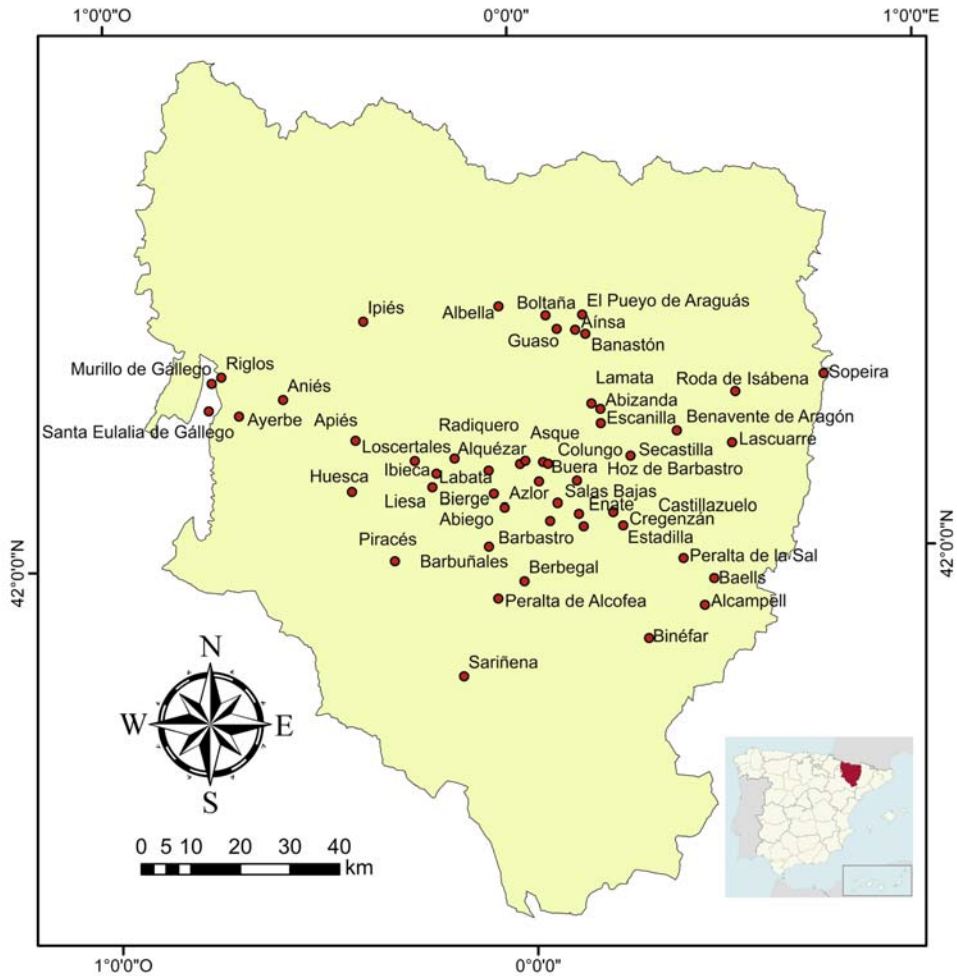 1°0'0"O 0°0'0" 1°0'0"E
Ipiés
Albella
Boltaña
El Pueyo de Araguás
Guaso
Aínsa
Banastón
Murillo de Gállego
Riglos
Sopeira
Aniés
Lamata
Roda de Isábena
Abizanda
Santa Eulalia de Gállego
Ayerbe
Apiés
Radiquero
Escanilla
Benavente de Aragón
Loscertales
Alquézar
Asque
Colungo
Secastilla
Lascuarre
Huesca
Ibieca
Labata
Buera
Hoz de Barbastro
Liesa
Bierge
Azlor
Salas Bajas
Abiego
Enate
Castillazuelo
Cregenzán
Piracés
Barbastro
Estadilla
Barbuñales
Berbegal
Peralta de la Sal
42°0'0"N
42°0'0"N
Baells
Peralta de Alcofea
Alcampell
Binéfar
Sariñena
N
W E
S
0 5 10 20 30 40
km
1°0'0"O 0°0'0"